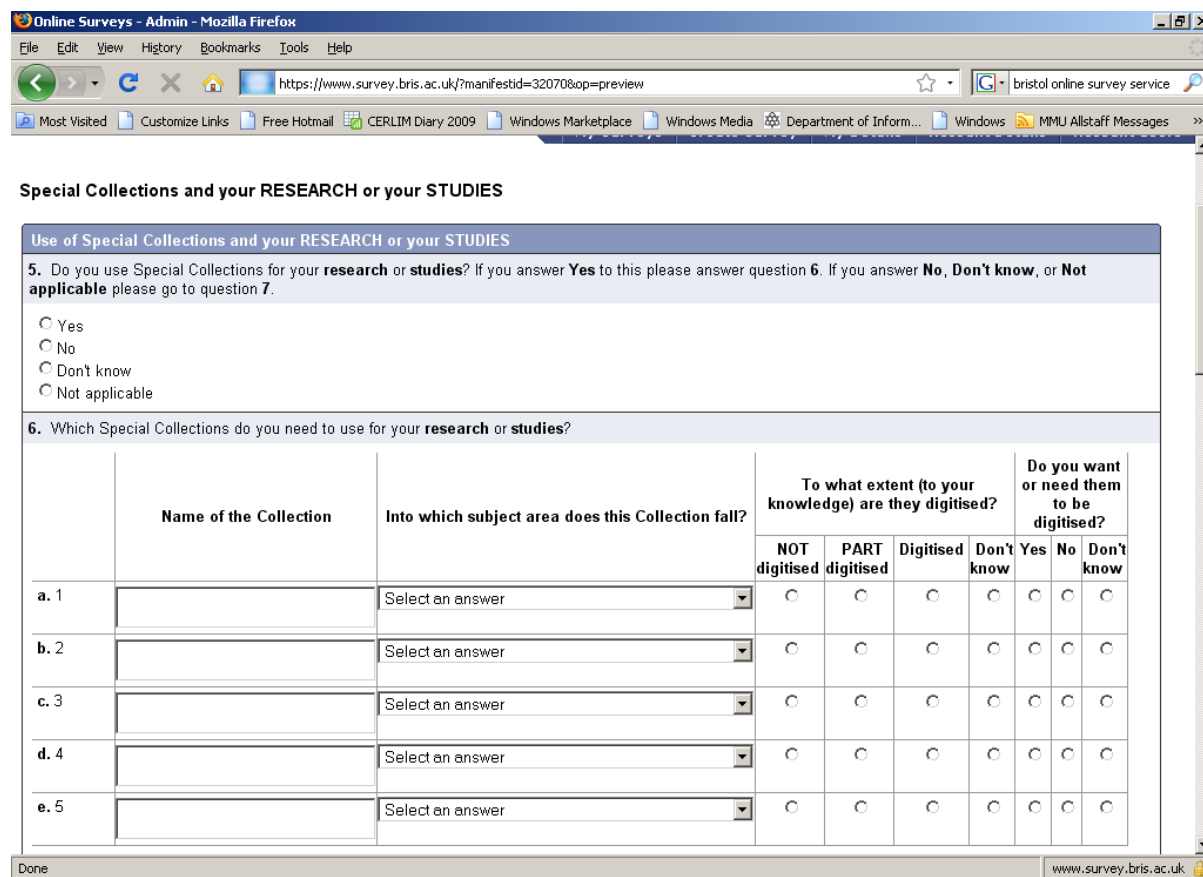 Online Surveys - Admin - Mozilla Firefox
File Edit View History Bookmarks Tools Help
https://www.survey.bris.ac.uk/?manifestid=32070&op=preview
bristol online survey service
Most Visited Customize Links Free Hotmail CERLIM Diary 2009 Windows Marketplace Windows Media Department of Inform... Windows MMU Allstaff Messages »
Special Collections and your RESEARCH or your STUDIES
Use of Special Collections and your RESEARCH or your STUDIES
5. Do you use Special Collections for your research or studies? If you answer Yes to this please answer question 6. If you answer No, Don't know, or Not
applicable please go to question 7.
Yes
No
Don't know
Not applicable
6. Which Special Collections do you need to use for your research or studies?
Name of the Collection
Into which subject area does this Collection fall?
To what extent (to your
knowledge) are they digitised?
Do you want
or need them
to be
digitised?
NOT
digitised
PART
digitised
Digitised
Don't
know
Yes
No
Don't
know
a. 1 Select an answer
b. 2 Select an answer
c. 3 Select an answer
d. 4 Select an answer
e. 5 Select an answer
Done www.survey.bris.ac.uk